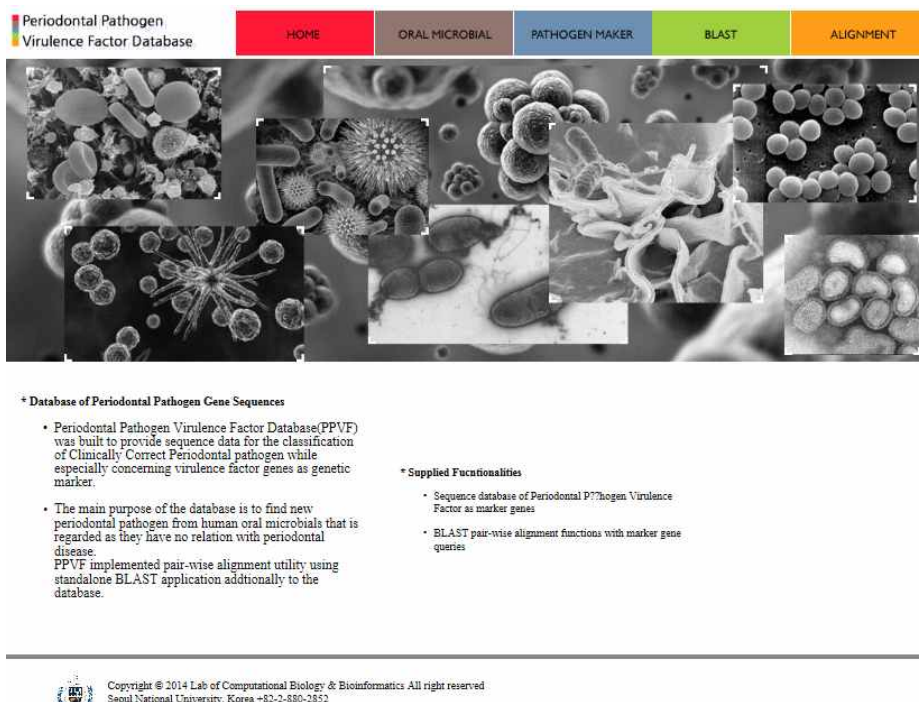 Periodontal Pathogen
Virulence Factor Database
HOME
ORAL MICROBIAL
PATHOGEN MAKER
BLAST
ALIGNMENT
* Database of Periodontal Pathogen Gene Sequences
• Periodontal Pathogen Virulence Factor Database(PPVF)
was built to provide sequence data for the classification
of Clinically Correct Periodontal pathogen while
especially concerning virulence factor genes as genetic
marker.
• The main purpose of the database is to find new
periodontal pathogen from human oral microbials that is
regarded as they have no relation with periodontal
disease.
PPVF implemented pair-wise alignment utility using
standalone BLAST application addtionally to the
database.
* Supplied Fucntionalities
• Sequence database of Periodontal P??hogen Virulence
Factor as marker genes
• BLAST pair-wise alignment functions with marker gene
queries
Copyright © 2014 Lab of Computational Biology & Bioinformatics All right reserved
Seoul National University, Korea +82-2-880-2852